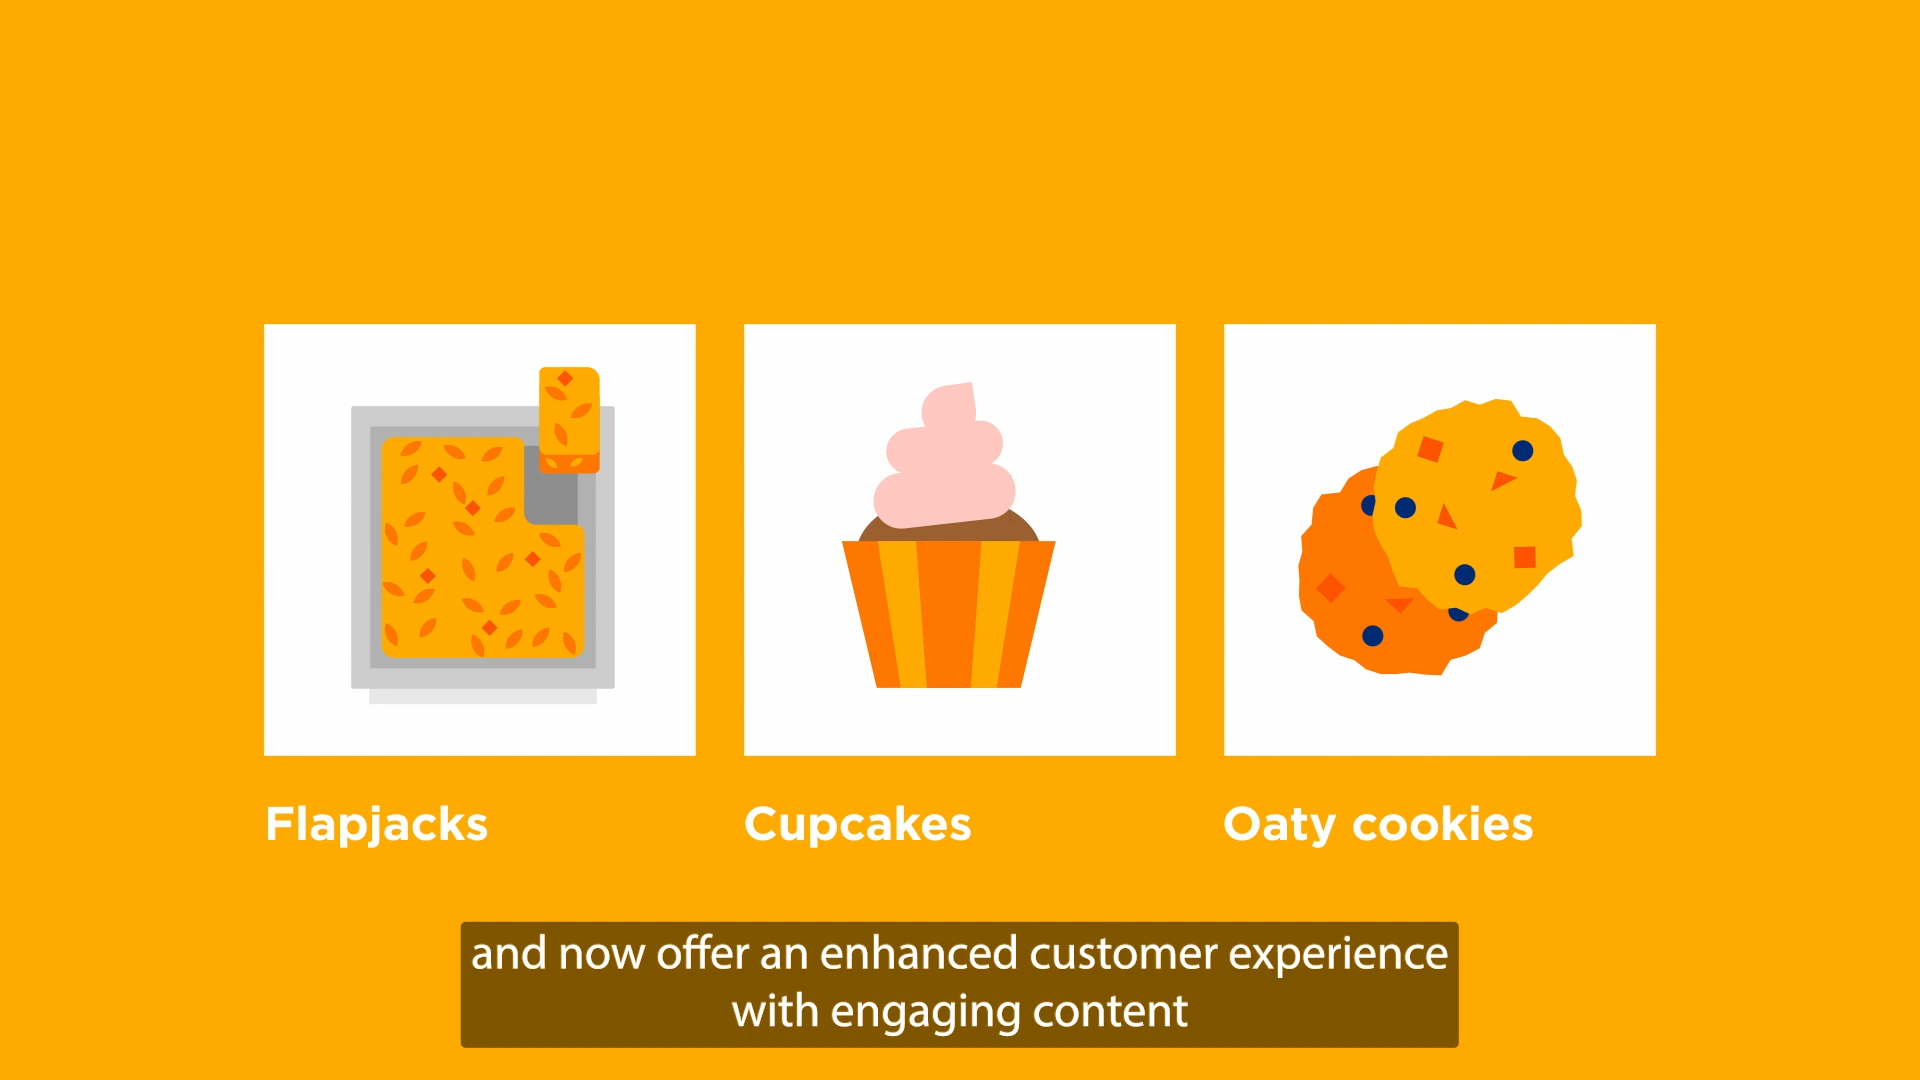 Flapjacks
Cupcakes
Oaty cookies
and now offer an enhanced customer experience
with engaging content